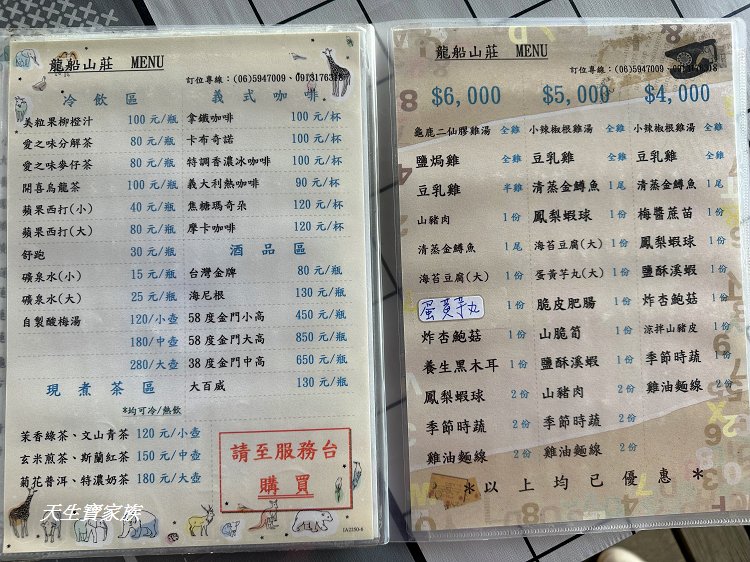 龍船山莊 MENU
訂位專線：(06)5947009、0913176318
冷飲區
美粒果柳橙汁 100元/瓶
愛之味分解茶 80元/瓶
愛之味麥仔茶 80元/瓶
開喜烏龍茶 100元/瓶
蘋果西打(小) 40元/瓶
蘋果西打(大) 80元/瓶
舒跑 30元/瓶
礦泉水(小) 15元/瓶
礦泉水(大) 25元/瓶
自製酸梅湯 120/小壺
180/中壺
280/大壺
現煮茶區
*均可冷/熱飲
茉香綠茶、文山青茶 120元/小壺
玄米煎茶、斯蘭紅茶 150元/中壺
菊花普洱、特濃奶茶 180元/大壺
義式咖啡
拿鐵咖啡 100元/杯
卡布奇諾 100元/杯
特調香濃冰咖啡 100元/杯
義大利熱咖啡 90元/杯
焦糖瑪奇朵 120元/杯
摩卡咖啡 120元/杯
酒品區
台灣金牌 80元/瓶
海尼根 130元/瓶
58度金門小高 450元/瓶
58度金門大高 850元/瓶
38度金門中高 650元/瓶
大百威 130元/瓶
請至服務台
購買
天生寶家族
龍船山莊 MENU
$6,000
龜鹿二仙膠雞湯 全雞
鹽焗雞 全雞
豆乳雞 半雞
山豬肉 1份
清蒸金鱒魚 1尾
海苔豆腐(大) 1份
蛋黃芋丸 1份
炸杏鮑菇 1份
養生黑木耳 1份
鳳梨蝦球 2份
季節時蔬 2份
雞油麵線 2份
$5,000
小辣椒根雞湯 全雞
豆乳雞 全雞
清蒸金鱒魚 1尾
鳳梨蝦球 1份
海苔豆腐(大) 1份
蛋黃芋丸(大) 1份
脆皮肥腸 1份
山脆筍 1份
鹽酥溪蝦 1份
山豬肉 2份
季節時蔬 2份
雞油麵線 2份
$4,000
小辣椒根雞湯 全雞
豆乳雞 全雞
清蒸金鱒魚 1尾
梅醬蔗苗 1份
鳳梨蝦球 1份
鹽酥溪蝦 1份
炸杏鮑菇 1份
涼拌山豬皮 1份
季節時蔬 1份
雞油麵線 2份
*以上均已優惠*